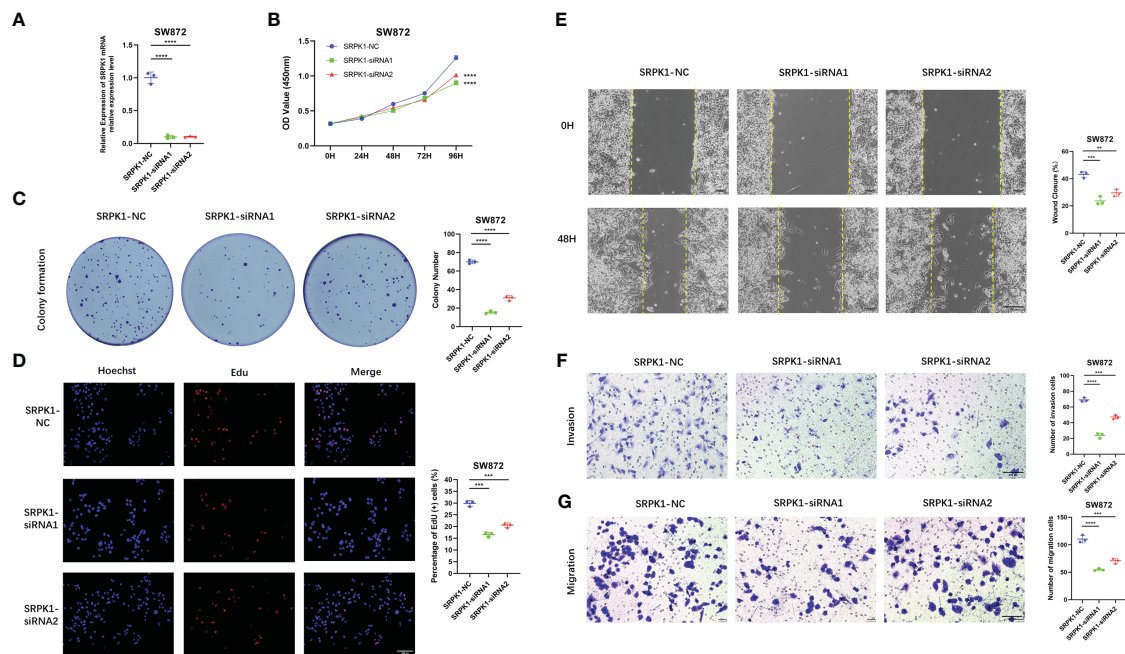 A
SW872
Relative Expression of SRPK1 mRNA
relative expression level
1.5
1.0
0.5
0.0
****
****
SRPK1-NC
SRPK1-siRNA1
SRPK1-siRNA2
B
SW872
OD Value (450nm)
1.5
1.0
0.5
0.0
SRPK1-NC
SRPK1-siRNA1
SRPK1-siRNA2
****
****
0H
24H
48H
72H
96H
C
Colony formation
SRPK1-NC
SRPK1-siRNA1
SRPK1-siRNA2
SW872
Colony Number
100
80
60
40
20
0
****
****
SRPK1-NC
SRPK1-siRNA1
SRPK1-siRNA2
D
Hoechst
Edu
Merge
SRPK1-
NC
SRPK1-
siRNA1
SRPK1-
siRNA2
SW872
Percentage of EdU (+) cells (%)
40
35
30
25
20
15
10
5
0
***
***
SRPK1-NC
SRPK1-siRNA1
SRPK1-siRNA2
E
SRPK1-NC
SRPK1-siRNA1
SRPK1-siRNA2
0H
48H
SW872
Wound Closure (%)
60
40
20
0
**
***
SRPK1-NC
SRPK1-siRNA1
SRPK1-siRNA2
F
Invasion
SRPK1-NC
SRPK1-siRNA1
SRPK1-siRNA2
SW872
Number of invasion cells
100
80
60
40
20
0
***
****
SRPK1-NC
SRPK1-siRNA1
SRPK1-siRNA2
G
Migration
SRPK1-NC
SRPK1-siRNA1
SRPK1-siRNA2
SW872
Number of migration cells
150
100
50
0
***
****
SRPK1-NC
SRPK1-siRNA1
SRPK1-siRNA2